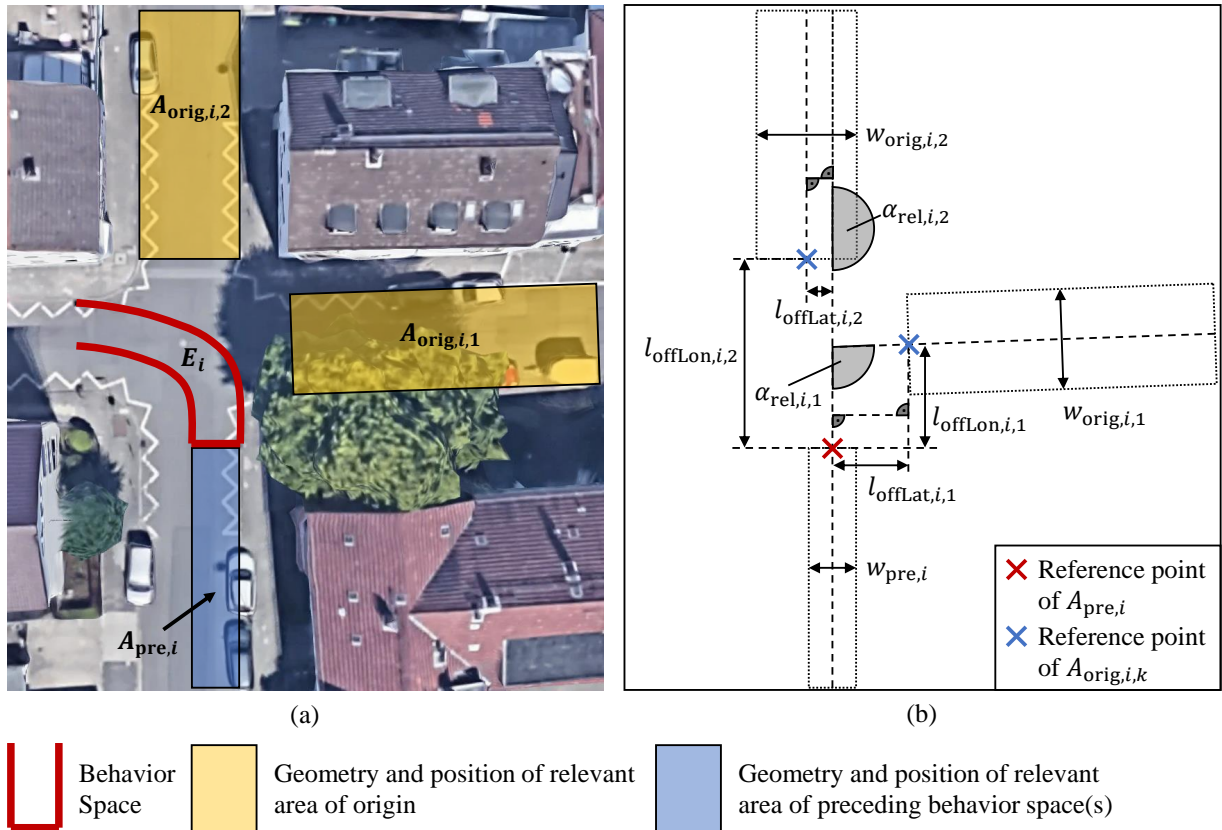 A_orig,i,2
A_orig,i,1
E_i
A_pre,i
(a)
w_orig,i,2
α_rel,i,2
l_offLat,i,2
l_offLon,i,2
α_rel,i,1
l_offLon,i,1
w_orig,i,1
l_offLat,i,1
w_pre,i
Reference point
of A_pre,i
Reference point
of A_orig,i,k
(b)
Behavior
Space
Geometry and position of relevant
area of origin
Geometry and position of relevant
area of preceding behavior space(s)